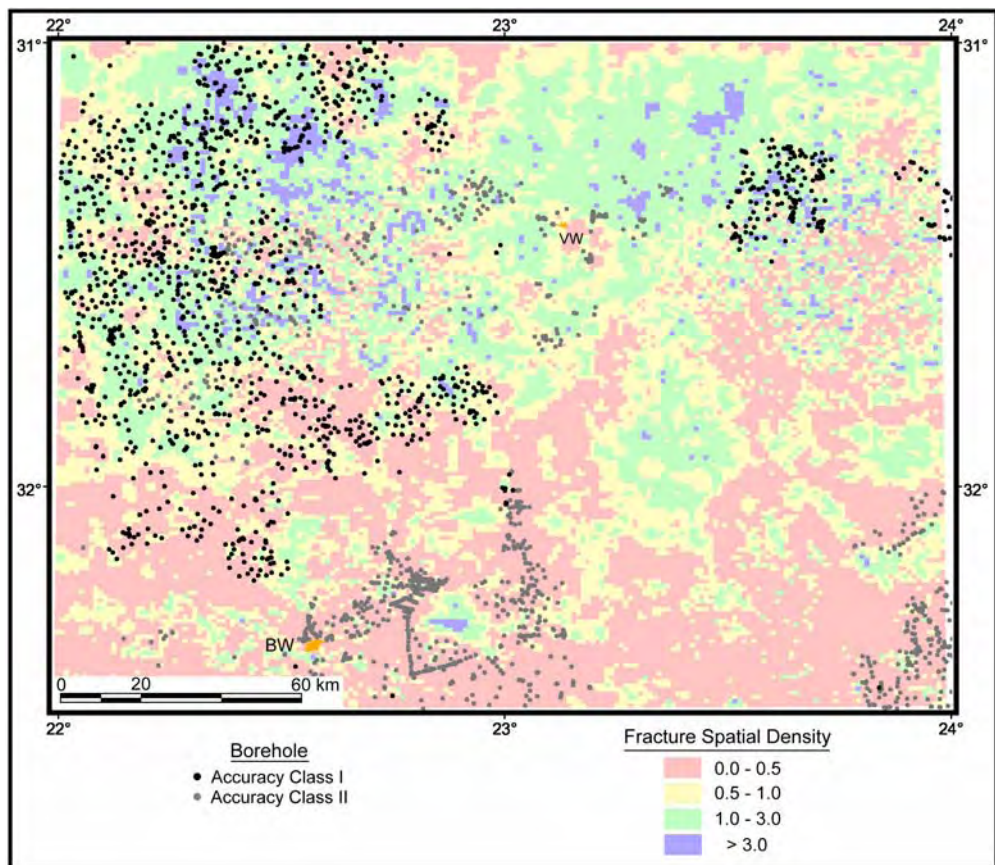 22° 23° 24°
31° 31°
VW
32° 32°
BW
0 20 60 km
22° 23° 24°
Borehole
Accuracy Class I
Accuracy Class II
Fracture Spatial Density
0.0 - 0.5
0.5 - 1.0
1.0 - 3.0
> 3.0